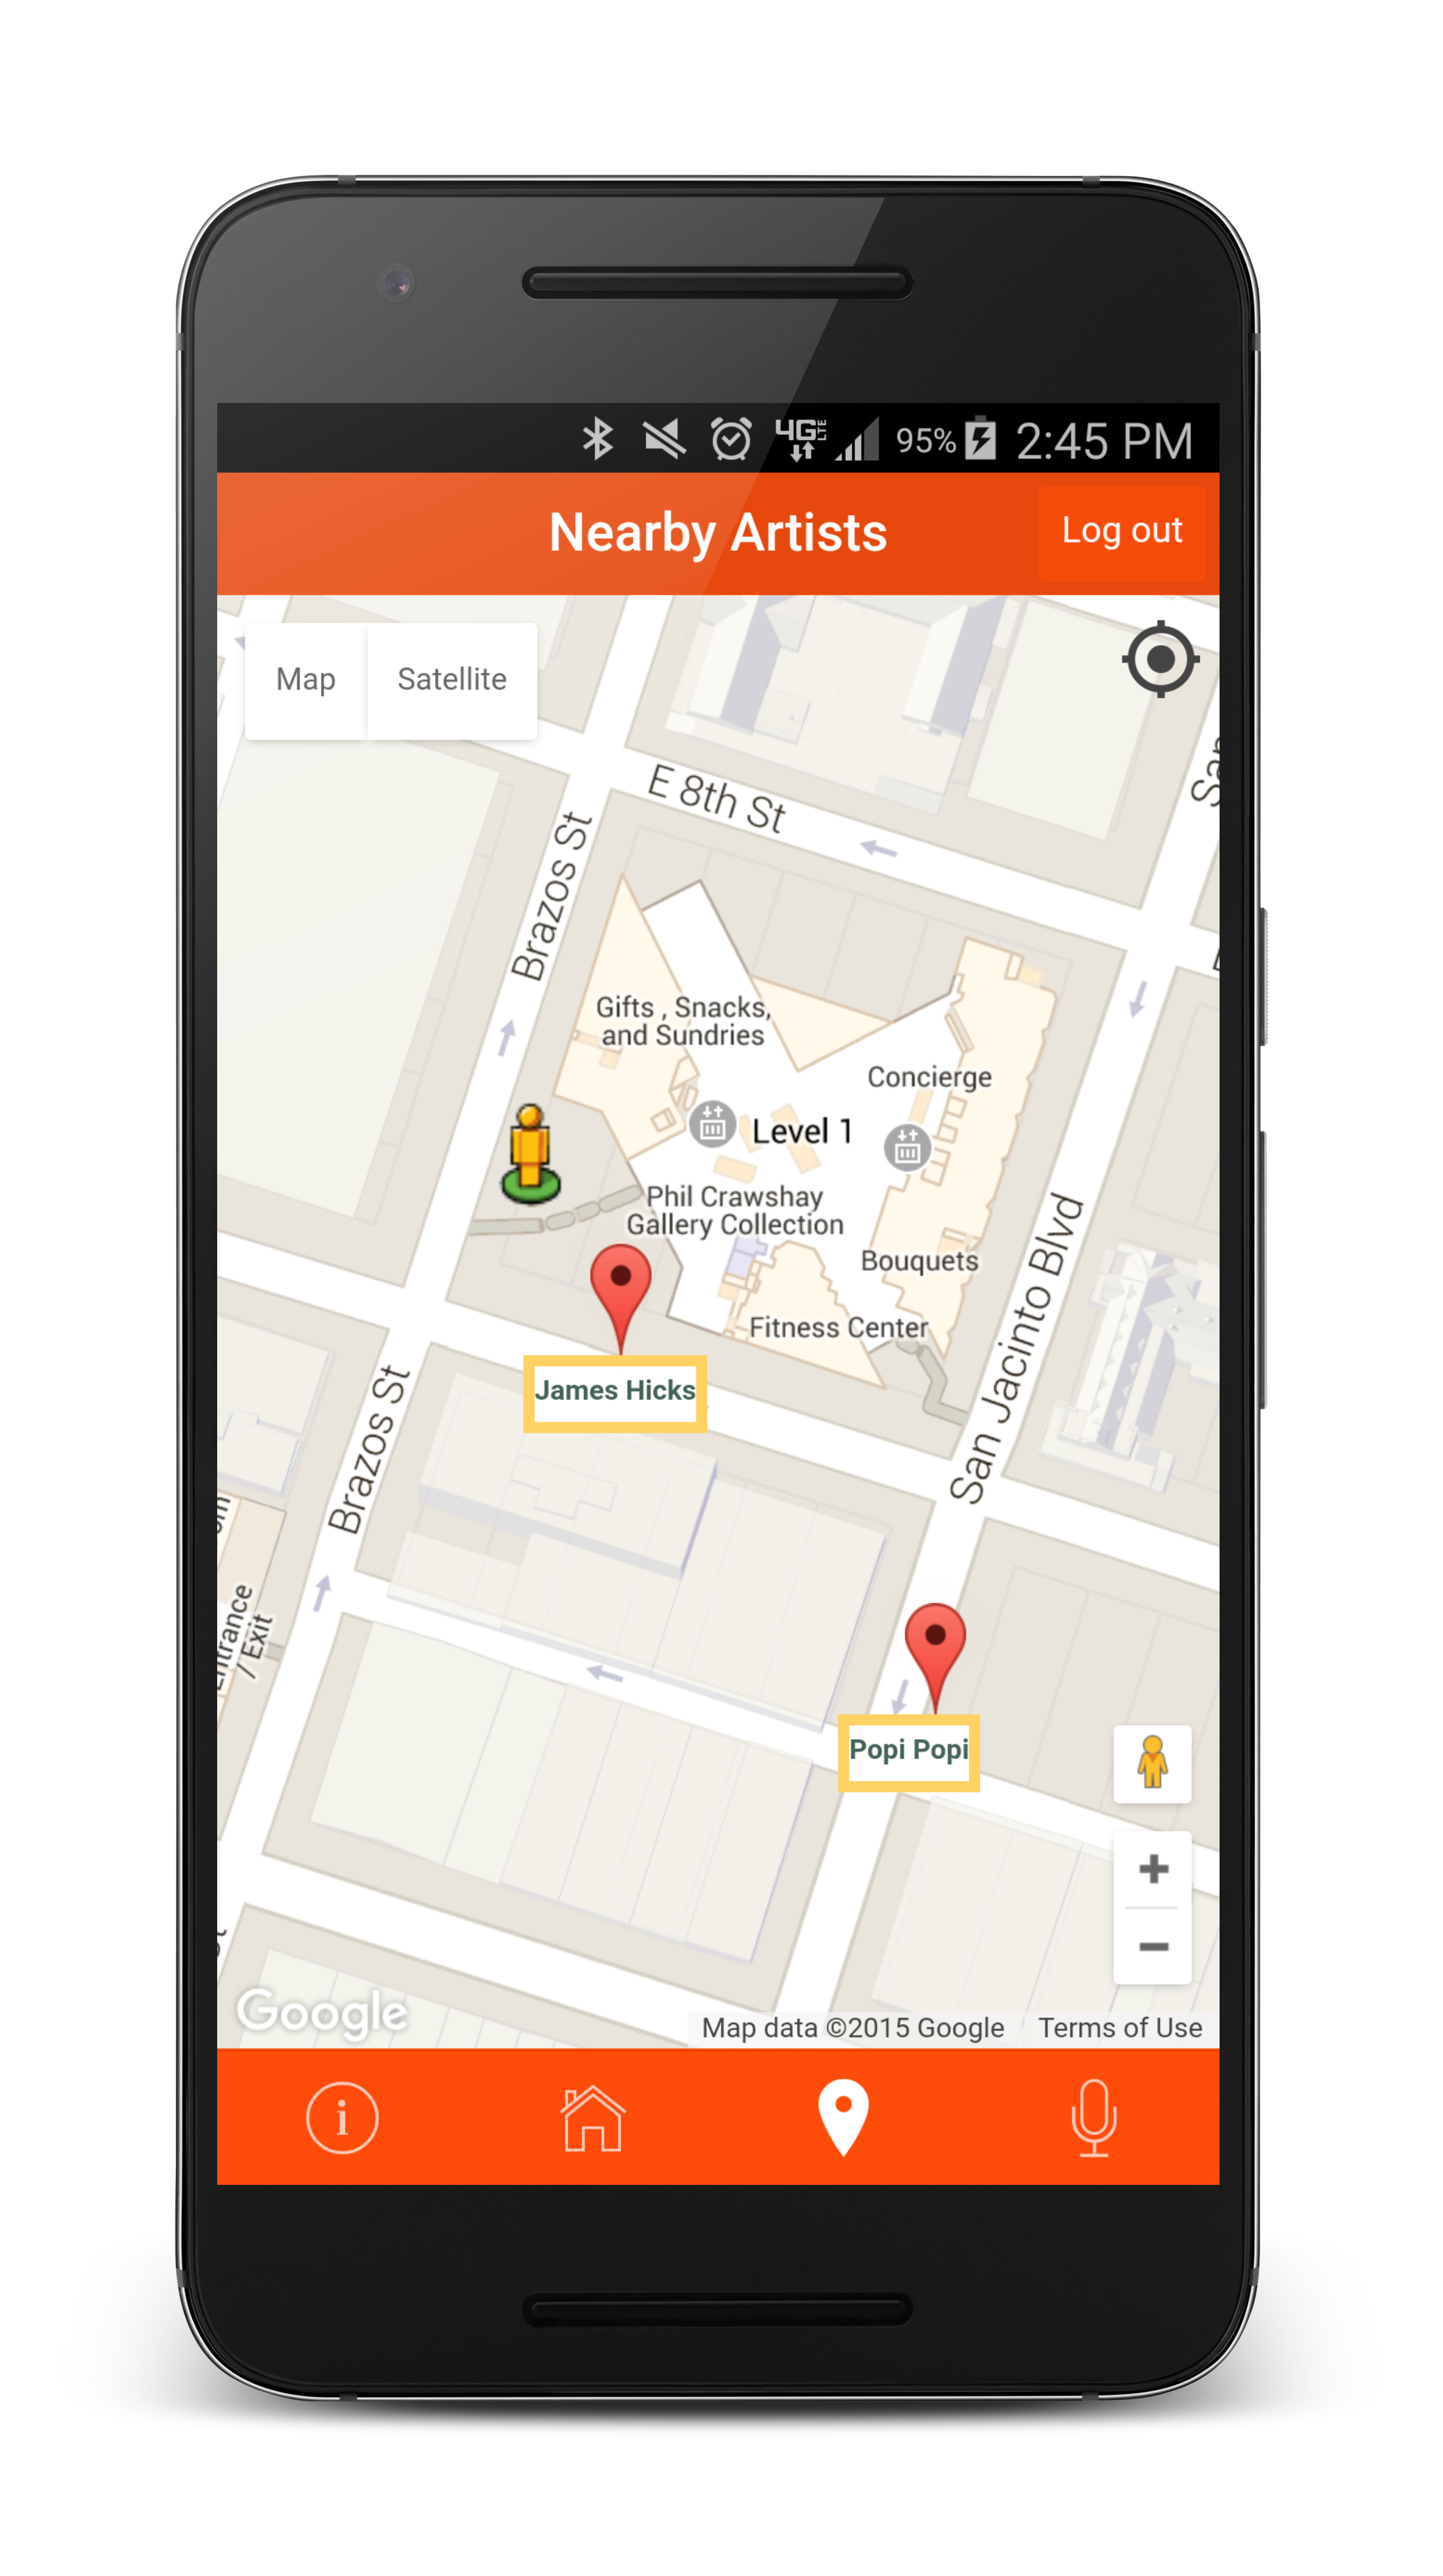 4G LTE 95% 2:45 PM
Nearby Artists
Log out
Map
Satellite
E 8th St
San
Brazos St
Gifts , Snacks,
and Sundries
Concierge
Level 1
Phil Crawshay
Gallery Collection
Bouquets
Fitness Center
San Jacinto Blvd
James Hicks
Brazos St
Entrance
/ Exit
Popi Popi
Google
Map data ©2015 Google
Terms of Use